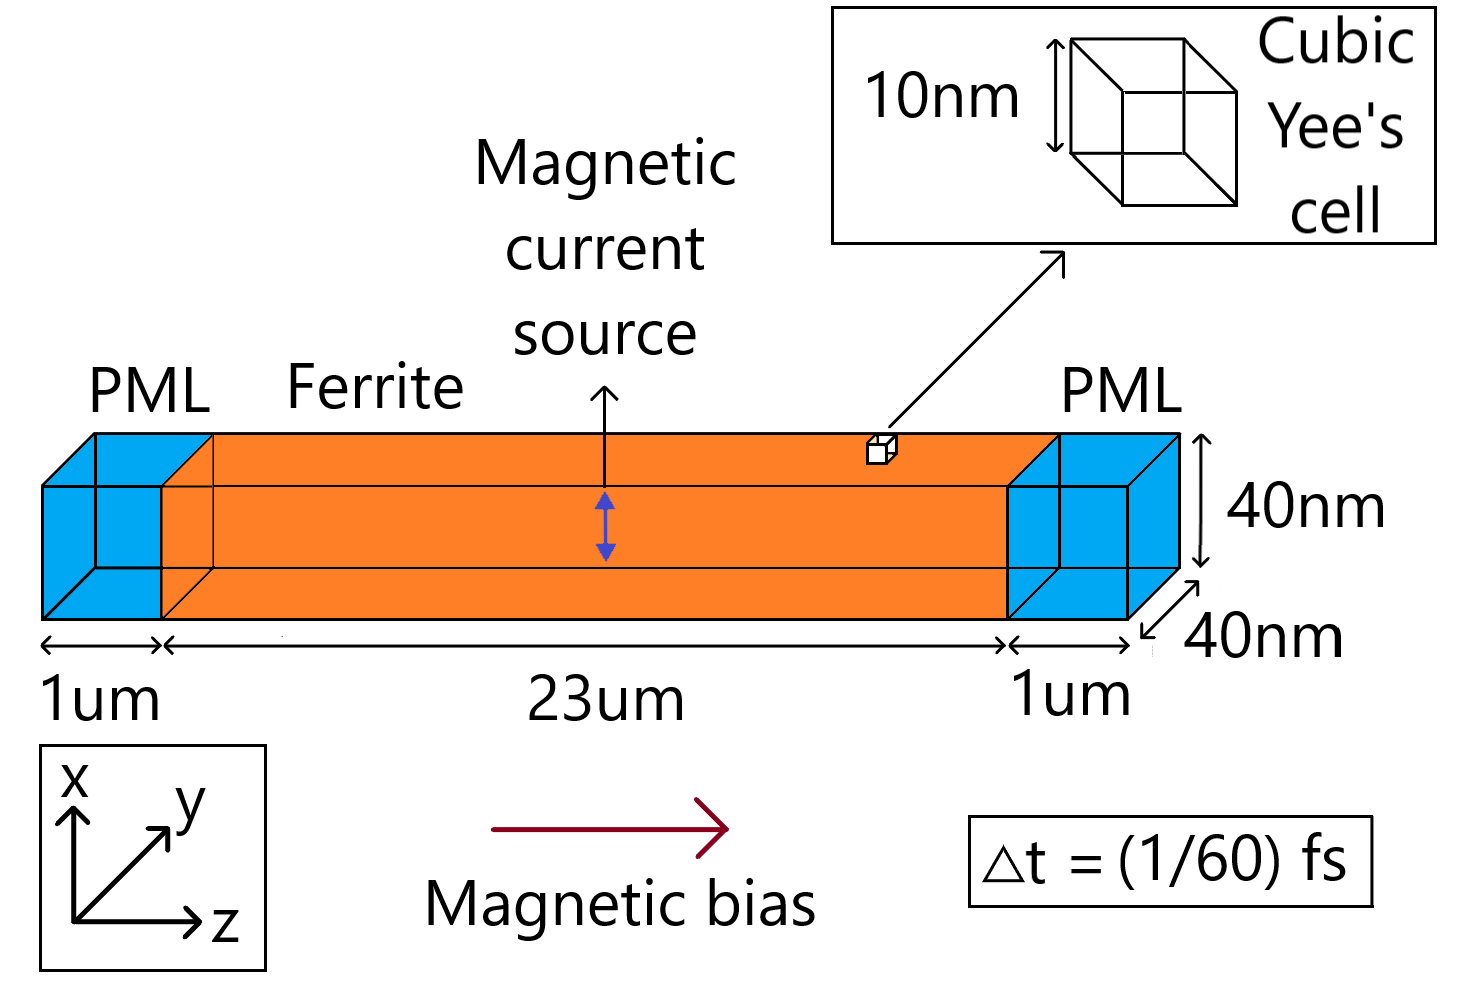 10nm
Cubic
Yee's
cell
Magnetic
current
source
PML
Ferrite
PML
40nm
40nm
1um
23um
1um
x
y
z
Magnetic bias
△t = (1/60) fs